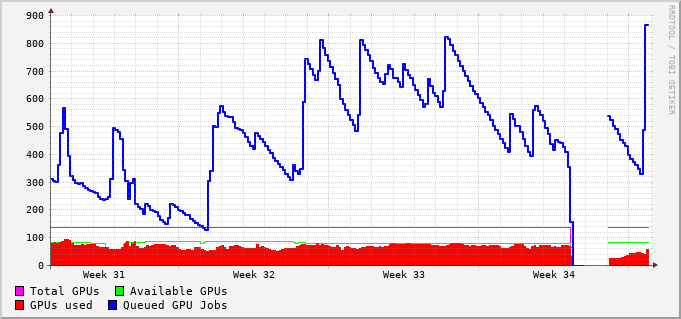 RRDTOOL / TOBI OETIKER
900
800
700
600
500
400
300
200
100
0
Week 31 Week 32 Week 33 Week 34
Total GPUs Available GPUs
GPUs used Queued GPU Jobs